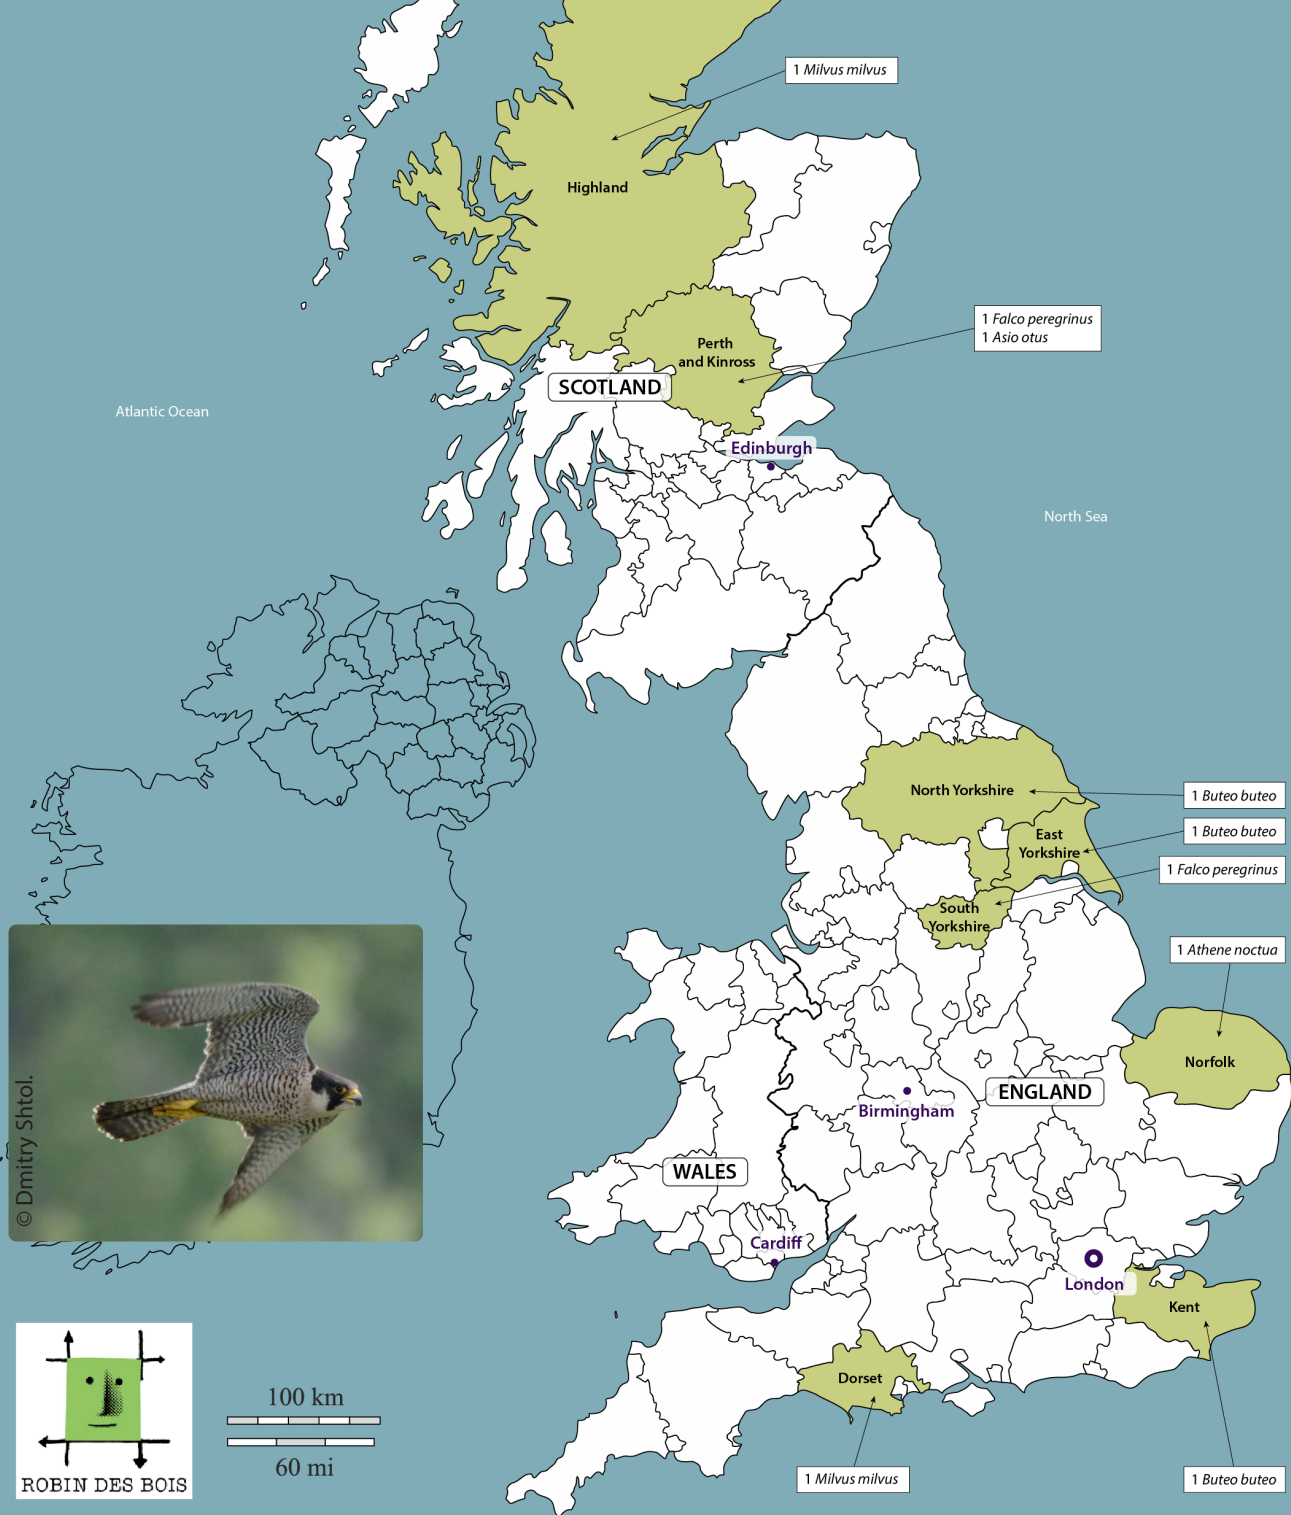 1 Milvus milvus
Highland
1 Falco peregrinus
1 Asio otus
Perth
and Kinross
SCOTLAND
Atlantic Ocean
Edinburgh
North Sea
North Yorkshire
1 Buteo buteo
East
Yorkshire
1 Buteo buteo
1 Falco peregrinus
South
Yorkshire
1 Athene noctua
Norfolk
ENGLAND
Birmingham
WALES
© Dmitry Shtol.
Cardiff
London
Kent
Dorset
100 km
60 mi
ROBIN DES BOIS
1 Milvus milvus
1 Buteo buteo